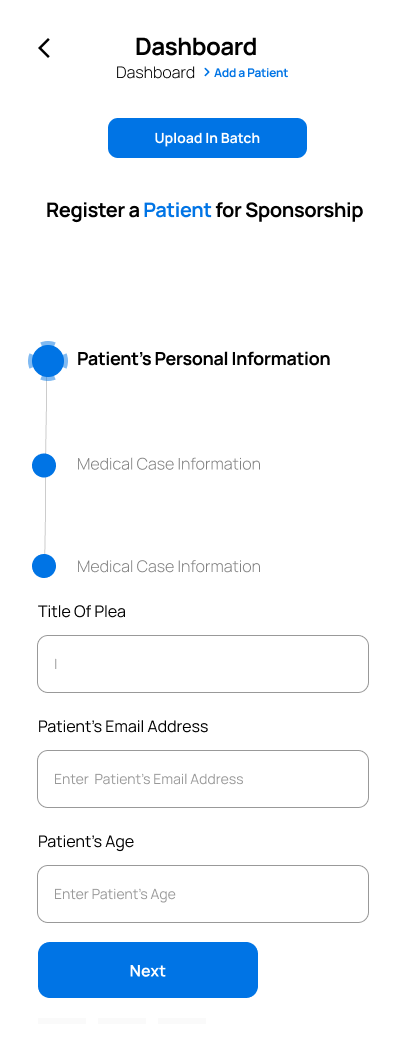 Dashboard
Dashboard > Add a Patient
Upload In Batch
Register a Patient for Sponsorship
Patient's Personal Information
Medical Case Information
Medical Case Information
Title Of Plea
Patient's Email Address
Enter Patient's Email Address
Patient's Age
Enter Patient's Age
Next